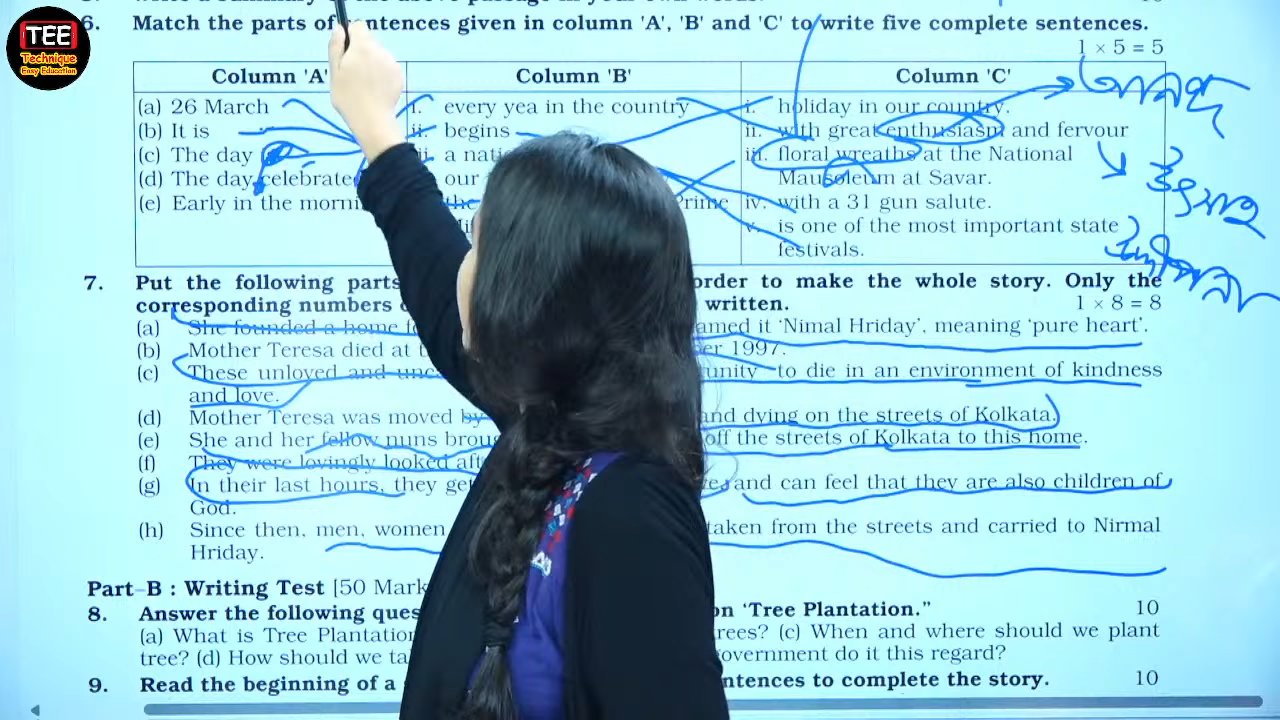 TEE
Technique
Easy Education
6. Match the parts of sentences given in column 'A', 'B' and 'C' to write five complete sentences.
1 × 5 = 5
Column 'A' Column 'B' Column 'C'
(a) 26 March i. every yea in the country i. holiday in our country.
(b) It is ii. begins ii. with great enthusiasm and fervour
(c) The day a nati iii. floral wreaths at the National
Mausoleum at Savar.
(d) The day celebrated our
(e) Early in the morni the Prime iv. with a 31 gun salute.
v. is one of the most important state
festivals.
7. Put the following parts order to make the whole story. Only the
corresponding numbers written. 1 × 8 = 8
(a) She founded a home amed it 'Nimal Hriday', meaning 'pure heart'.
(b) Mother Teresa died at er 1997.
(c) These unloved and unc unity to die in an environment of kindness
and love.
(d) Mother Teresa was moved by and dying on the streets of Kolkata.
(e) She and her fellow nuns brou off the streets of Kolkata to this home.
(f) They were lovingly looked aft
(g) In their last hours, they get and can feel that they are also children of
God.
(h) Since then, men, women taken from the streets and carried to Nirmal
Hriday.
Part–B : Writing Test [50 Mark
8. Answer the following ques on 'Tree Plantation." 10
(a) What is Tree Plantation rees? (c) When and where should we plant
tree? (d) How should we ta overnment do it this regard?
9. Read the beginning of a ntences to complete the story. 10